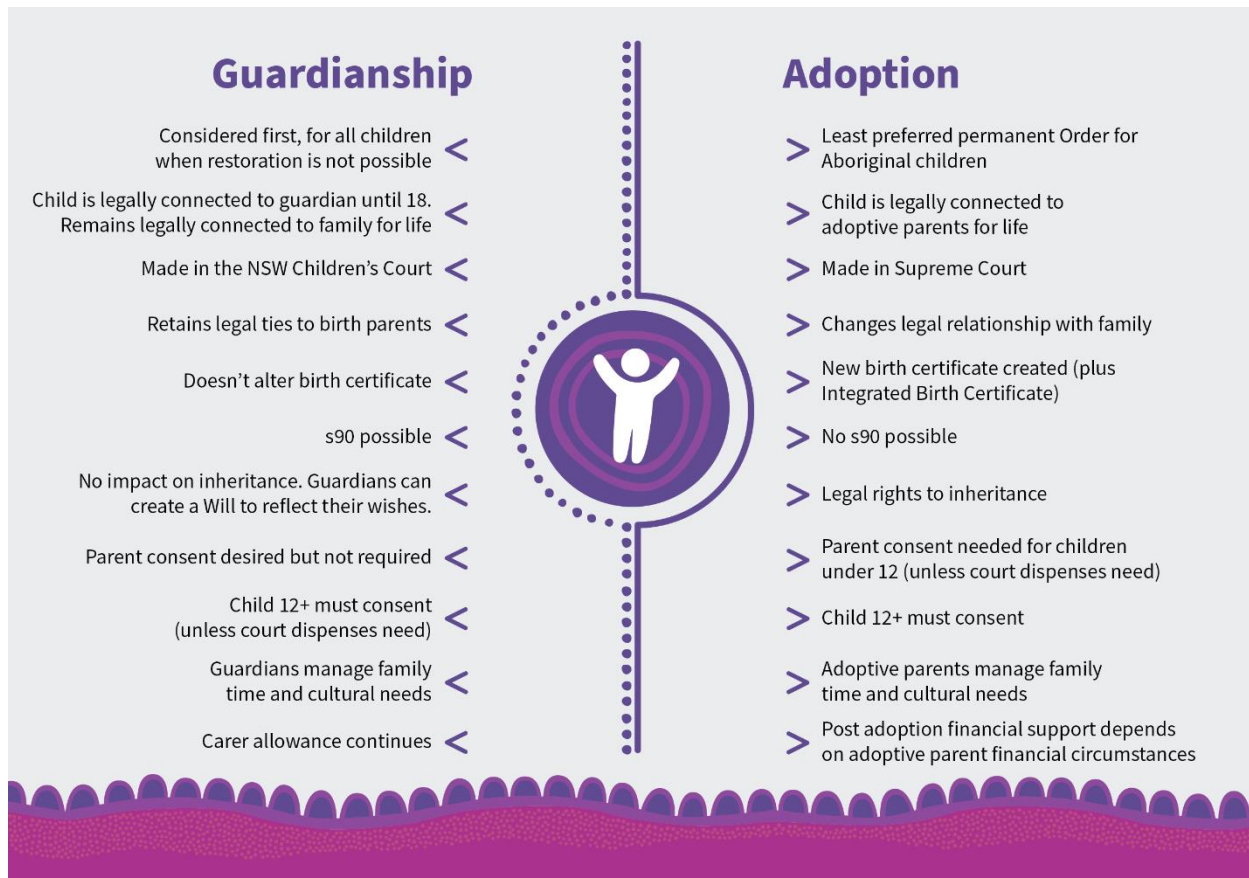 Guardianship
Considered first, for all children
when restoration is not possible
Child is legally connected to guardian until 18.
Remains legally connected to family for life
Made in the NSW Children’s Court
Retains legal ties to birth parents
Doesn’t alter birth certificate
s90 possible
No impact on inheritance. Guardians can
create a Will to reflect their wishes.
Parent consent desired but not required
Child 12+ must consent
(unless court dispenses need)
Guardians manage family
time and cultural needs
Carer allowance continues
Adoption
Least preferred permanent Order for
Aboriginal children
Child is legally connected to
adoptive parents for life
Made in Supreme Court
Changes legal relationship with family
New birth certificate created (plus
Integrated Birth Certificate)
No s90 possible
Legal rights to inheritance
Parent consent needed for children
under 12 (unless court dispenses need)
Child 12+ must consent
Adoptive parents manage family
time and cultural needs
Post adoption financial support depends
on adoptive parent financial circumstances